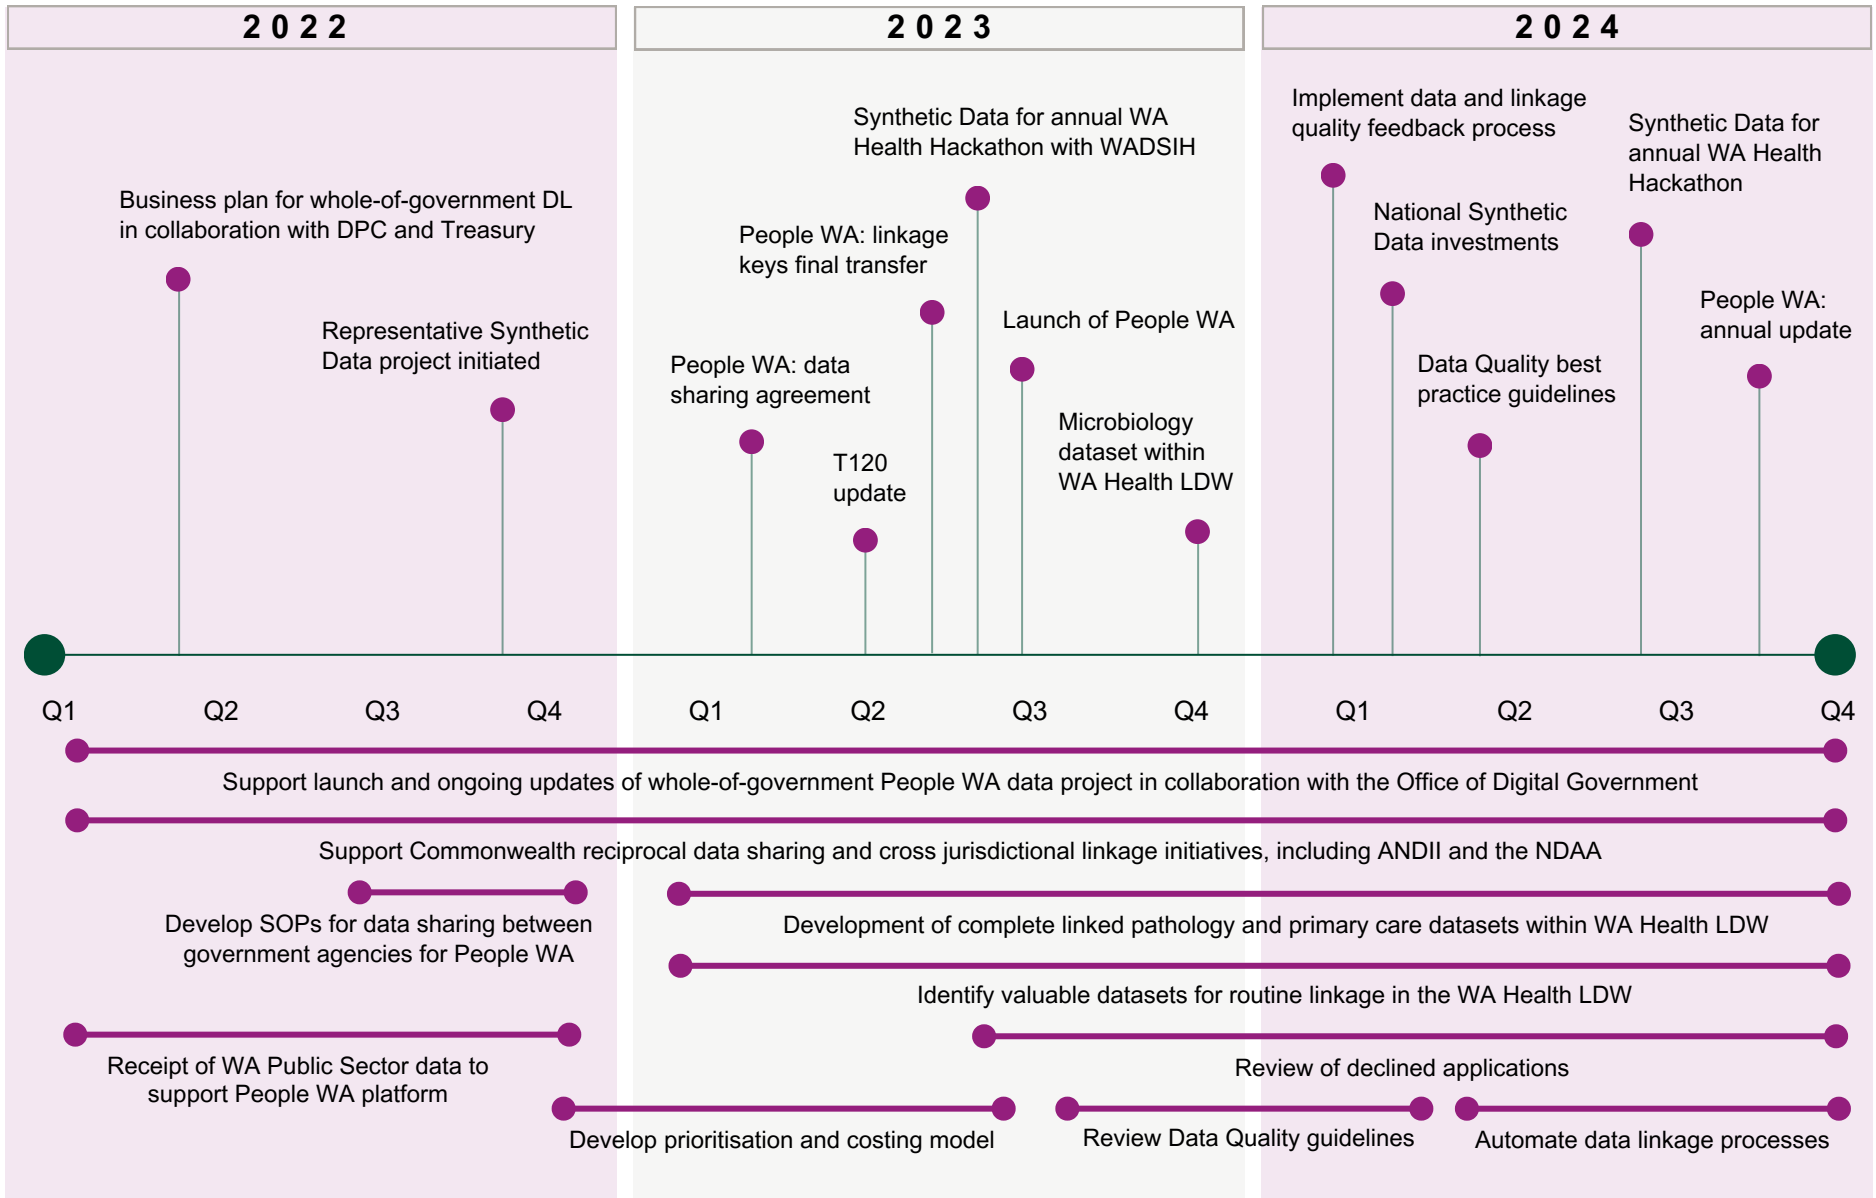 2022
2023
2024
Business plan for whole-of-government DL
in collaboration with DPC and Treasury
Representative Synthetic
Data project initiated
Synthetic Data for annual WA
Health Hackathon with WADSIH
People WA: linkage
keys final transfer
Launch of People WA
People WA: data
sharing agreement
T120
update
Microbiology
dataset within
WA Health LDW
Implement data and linkage
quality feedback process
Synthetic Data for
annual WA Health
Hackathon
National Synthetic
Data investments
People WA:
annual update
Data Quality best
practice guidelines
Q1
Q2
Q3
Q4
Q1
Q2
Q3
Q4
Q1
Q2
Q3
Q4
Support launch and ongoing updates of whole-of-government People WA data project in collaboration with the Office of Digital Government
Support Commonwealth reciprocal data sharing and cross jurisdictional linkage initiatives, including ANDII and the NDAA
Develop SOPs for data sharing between
government agencies for People WA
Development of complete linked pathology and primary care datasets within WA Health LDW
Identify valuable datasets for routine linkage in the WA Health LDW
Receipt of WA Public Sector data to
support People WA platform
Review of declined applications
Develop prioritisation and costing model
Review Data Quality guidelines
Automate data linkage processes